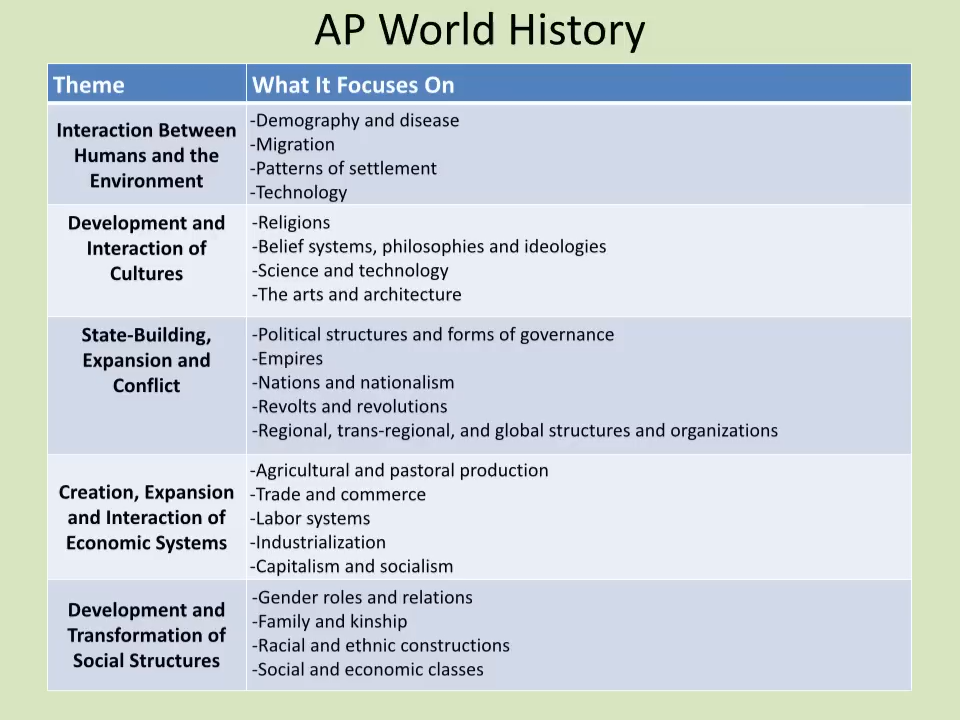 AP World History
Theme
What It Focuses On
Interaction Between
Humans and the
Environment
-Demography and disease
-Migration
-Patterns of settlement
-Technology
Development and
Interaction of
Cultures
-Religions
-Belief systems, philosophies and ideologies
-Science and technology
-The arts and architecture
State-Building,
Expansion and
Conflict
-Political structures and forms of governance
-Empires
-Nations and nationalism
-Revolts and revolutions
-Regional, trans-regional, and global structures and organizations
Creation, Expansion
and Interaction of
Economic Systems
-Agricultural and pastoral production
-Trade and commerce
-Labor systems
-Industrialization
-Capitalism and socialism
Development and
Transformation of
Social Structures
-Gender roles and relations
-Family and kinship
-Racial and ethnic constructions
-Social and economic classes